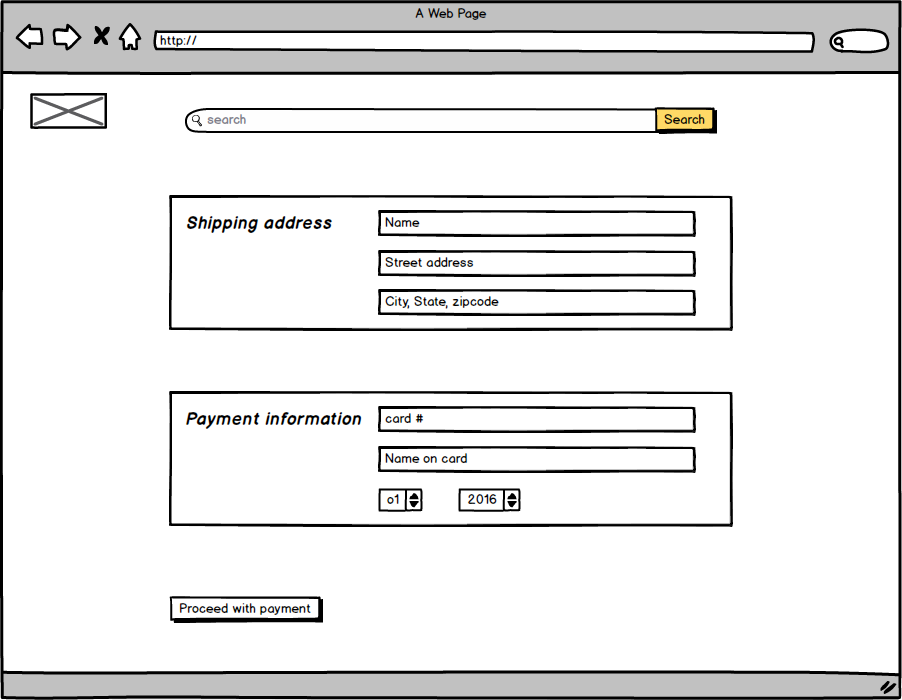 A Web Page
http://
search
Search
Shipping address
Name
Street address
City, State, zipcode
Payment information
card #
Name on card
o1
2016
Proceed with payment